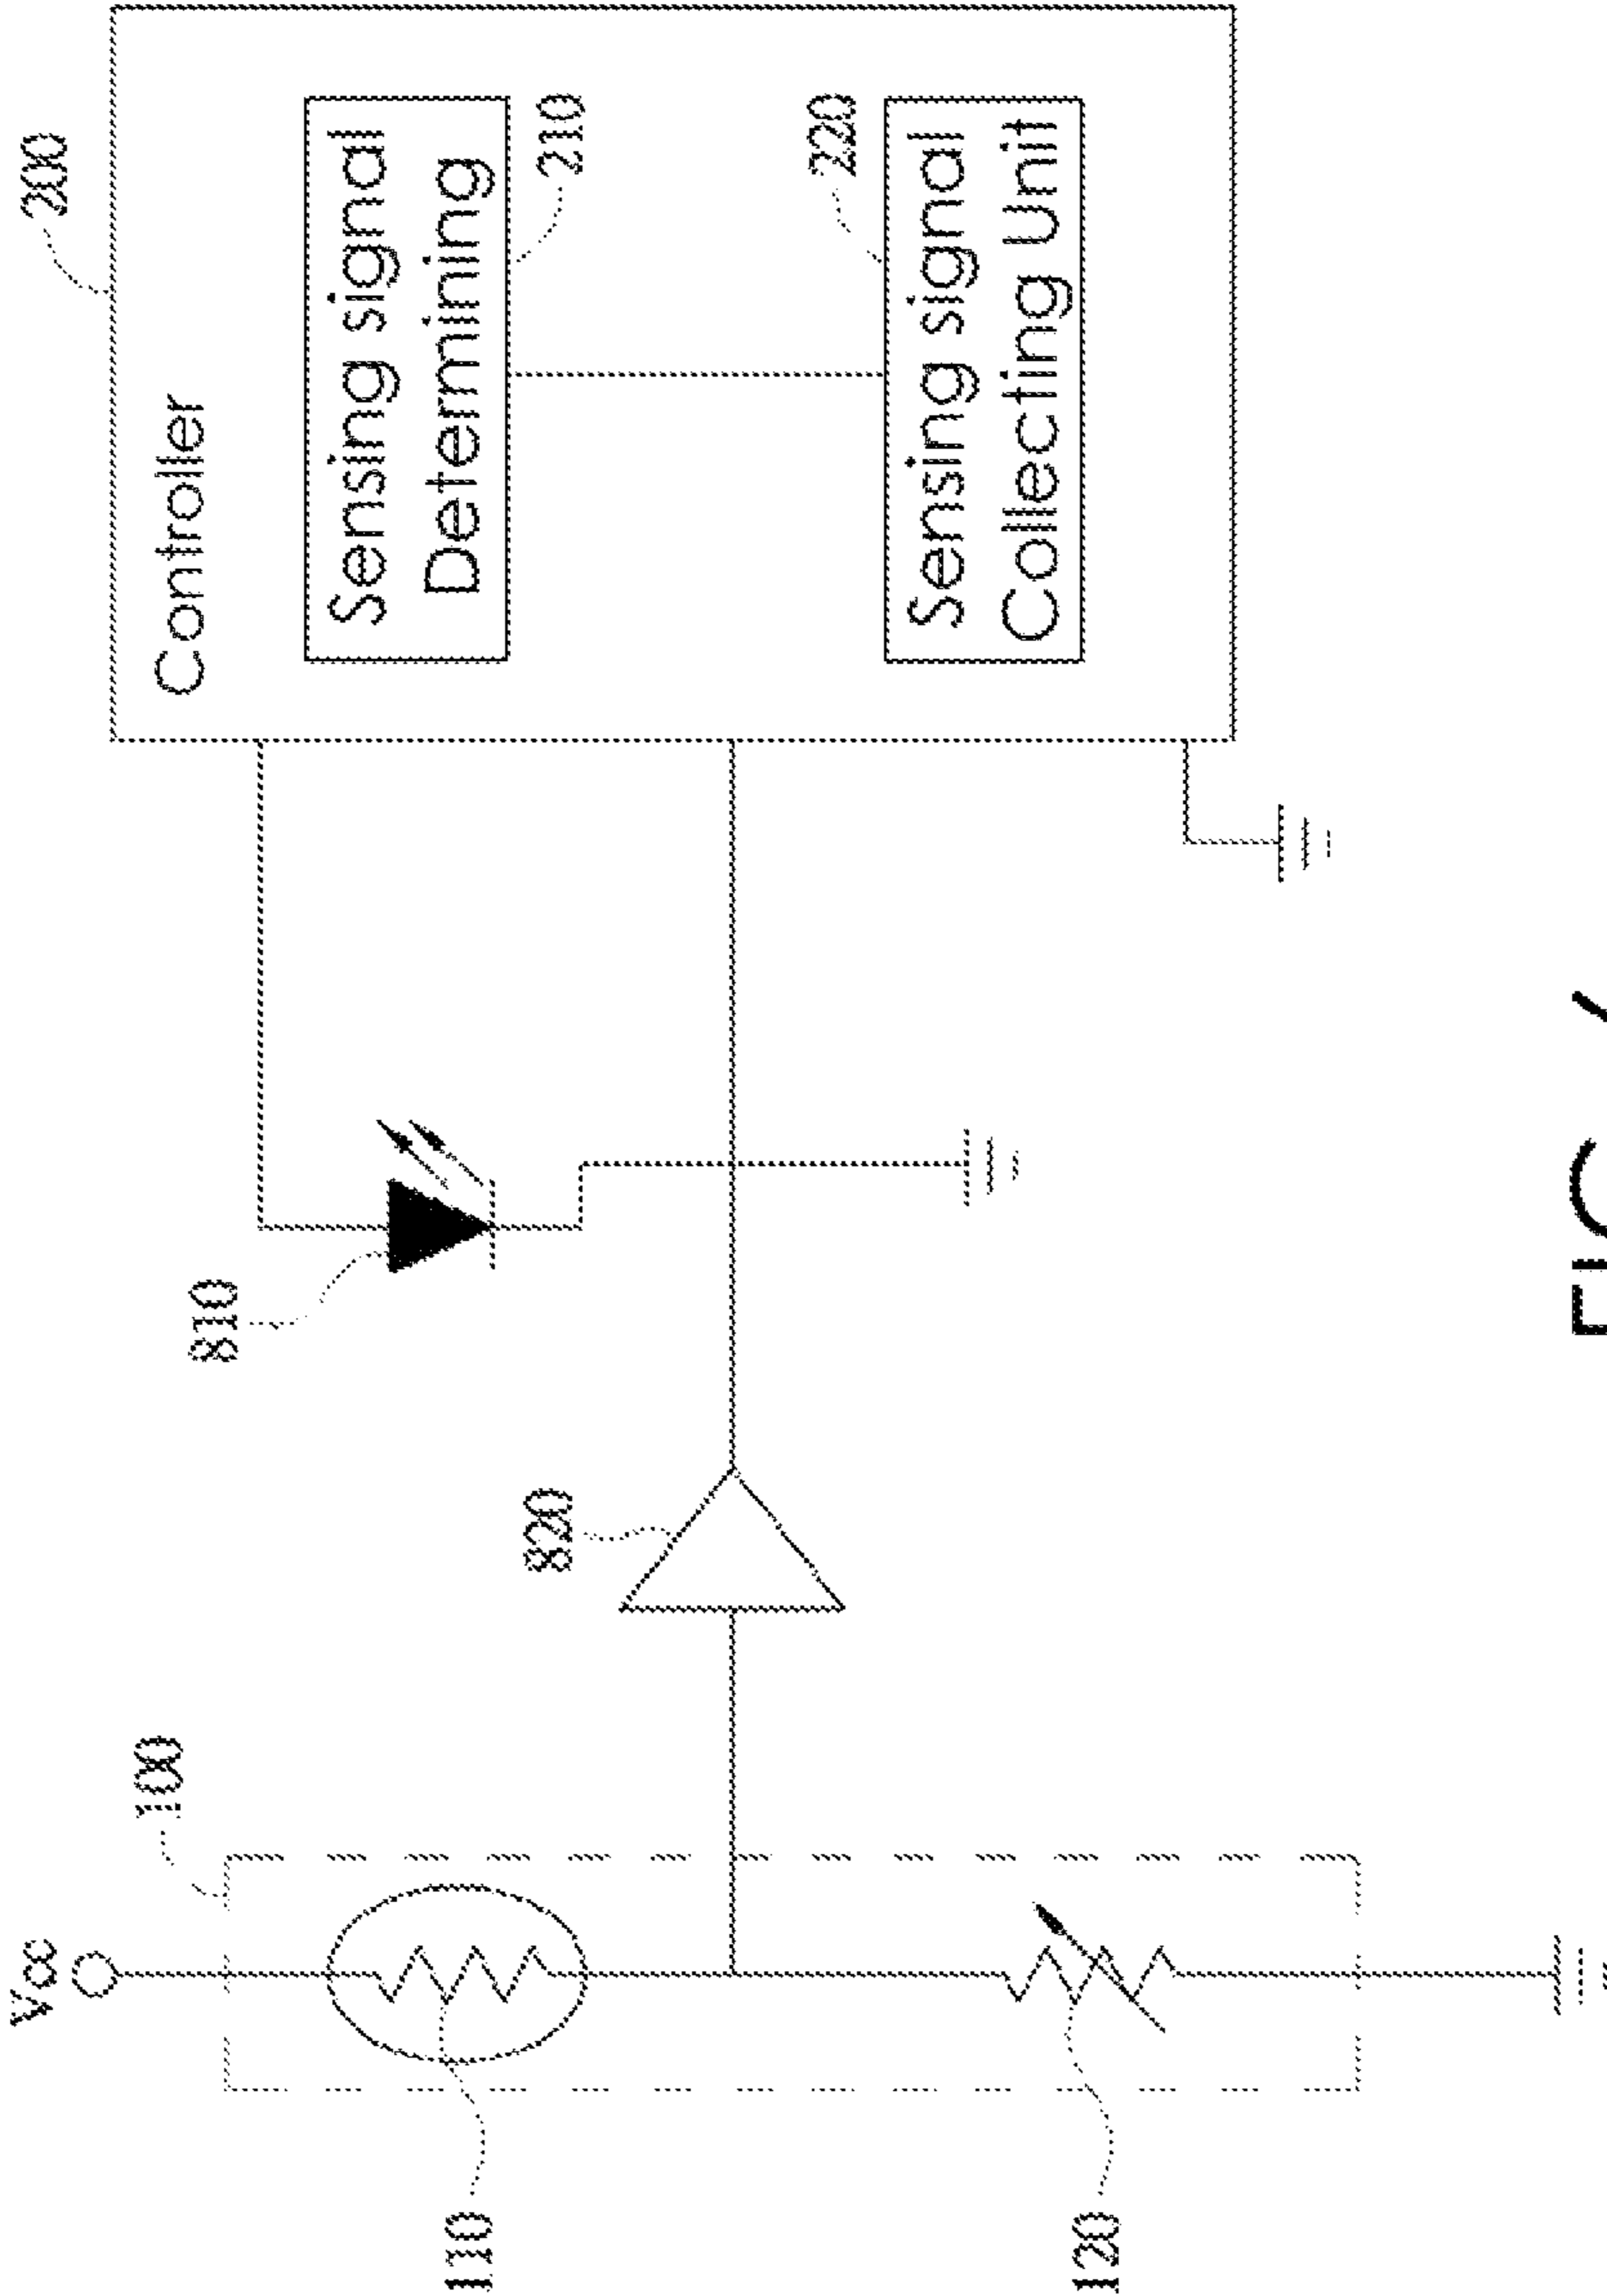 Vcc
100
110
120
820
810
200
Controller
Sensing signal
Determining
210
220
Sensing signal
Collecting Unit